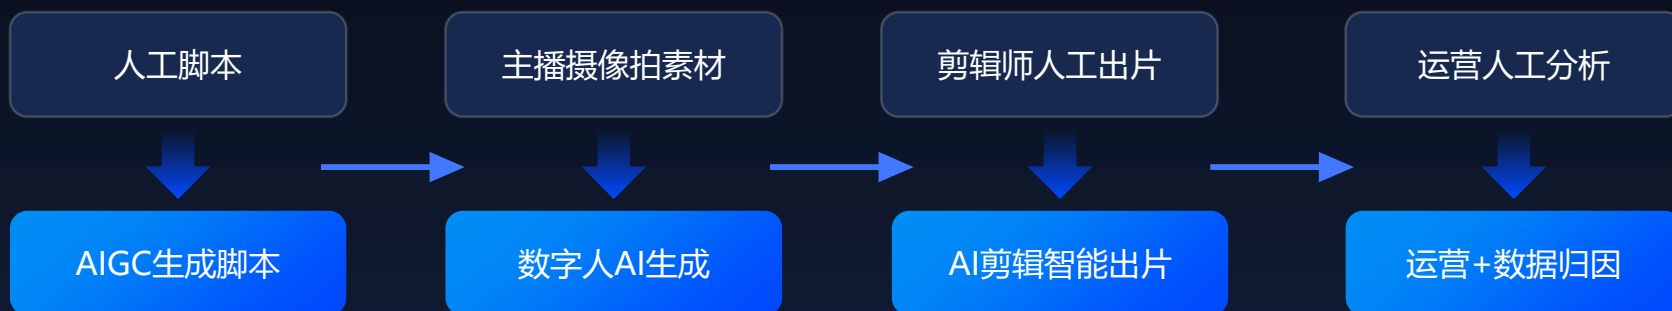 人工脚本
主播摄像拍素材
剪辑师人工出片
运营人工分析
AIGC生成脚本
数字人AI生成
AI剪辑智能出片
运营+数据归因